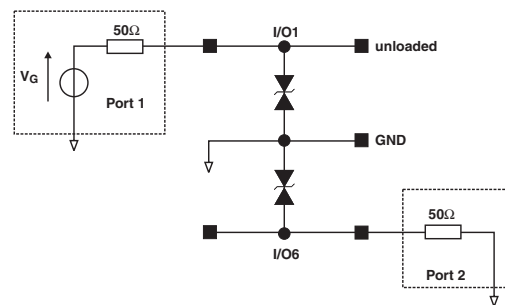 50Ω
I/O1
unloaded
VG
Port 1
GND
50Ω
I/O6
Port 2